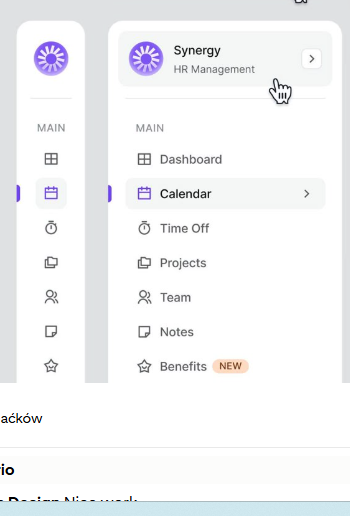 Synergy
HR Management
MAIN
MAIN
Dashboard
Calendar
Time Off
Projects
Team
Notes
Benefits NEW
aćków
io
Design Nice work